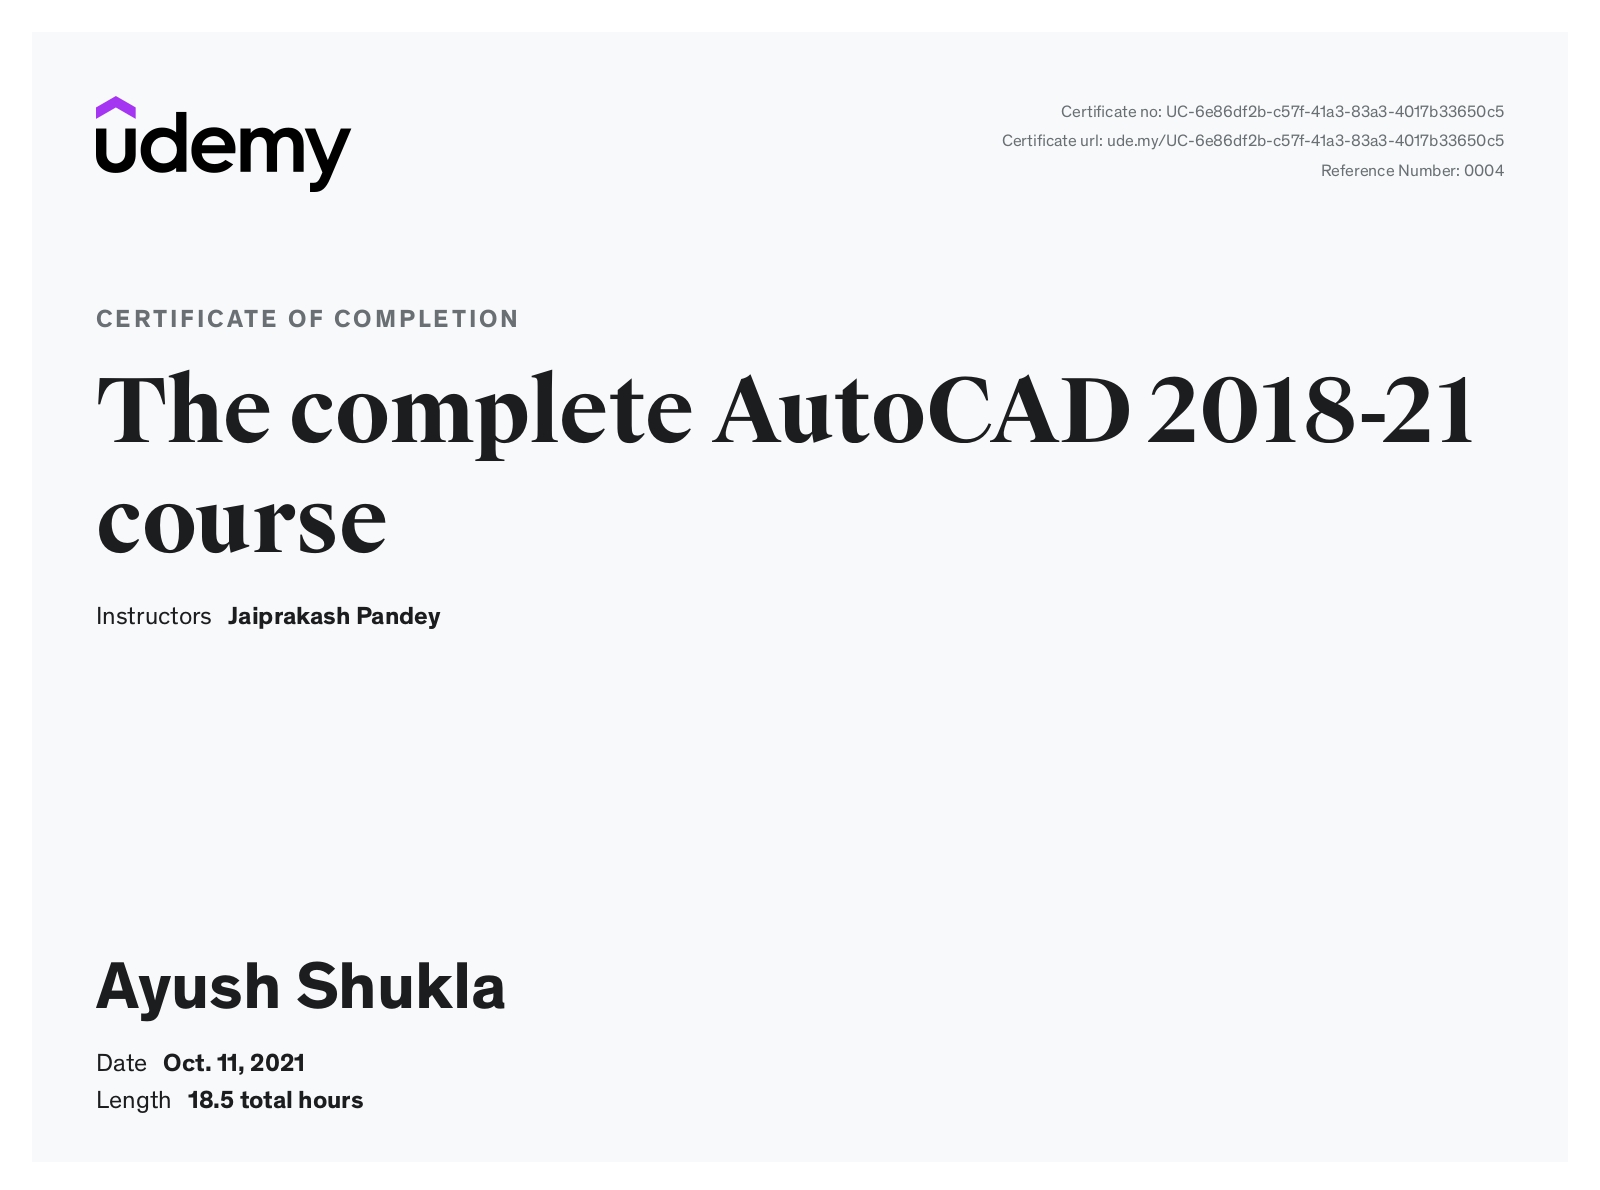 udemy
Certificate no: UC-6e86df2b-c57f-41a3-83a3-4017b33650c5
Certificate url: ude.my/UC-6e86df2b-c57f-41a3-83a3-4017b33650c5
Reference Number: 0004
CERTIFICATE OF COMPLETION
The complete AutoCAD 2018-21
course
Instructors Jaiprakash Pandey
Ayush Shukla
Date Oct. 11, 2021
Length 18.5 total hours